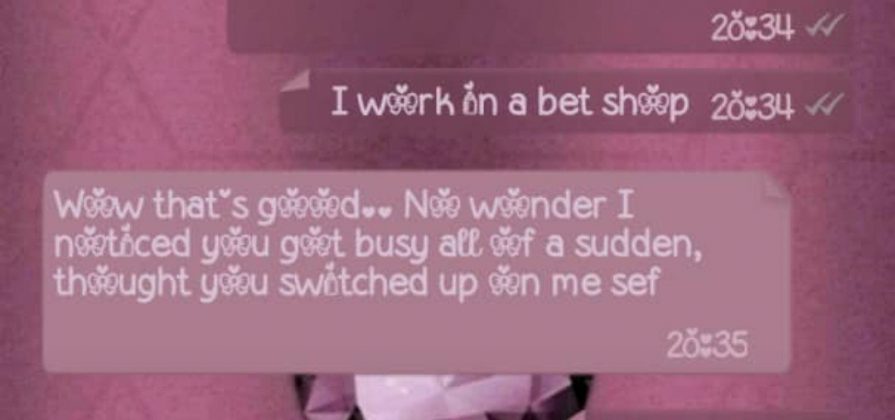 20:34
I work in a bet shop 20:34
Wow that's good.. No wonder I
noticed you got busy all of a sudden,
thought you switched up on me sef
20:35